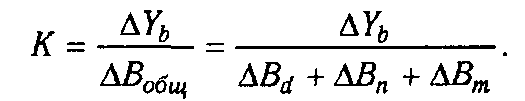 K = ΔY_b / ΔB_общ = ΔY_b / (ΔB_d + ΔB_n + ΔB_m) .